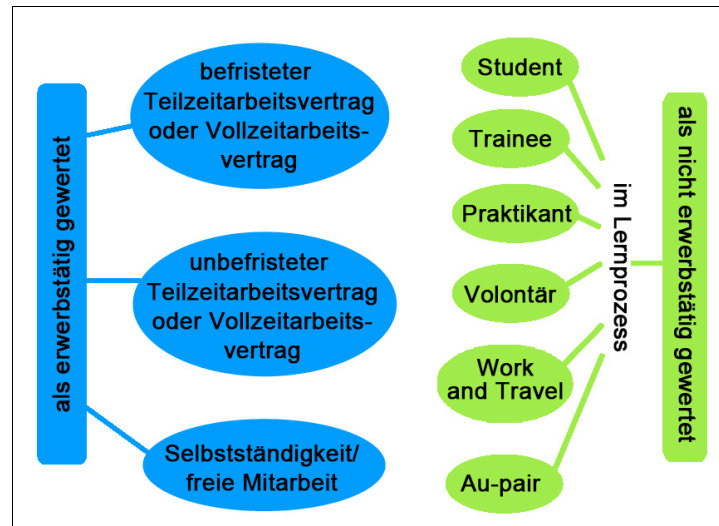 als erwerbstätig gewertet
befristeter
Teilzeitarbeitsvertrag
oder Vollzeitarbeits-
vertrag
unbefristeter
Teilzeitarbeitsvertrag
oder Vollzeitarbeits-
vertrag
Selbstständigkeit/
freie Mitarbeit
Student
Trainee
Praktikant
Volontär
Work
and Travel
Au-pair
im Lernprozess
als nicht erwerbstätig gewertet